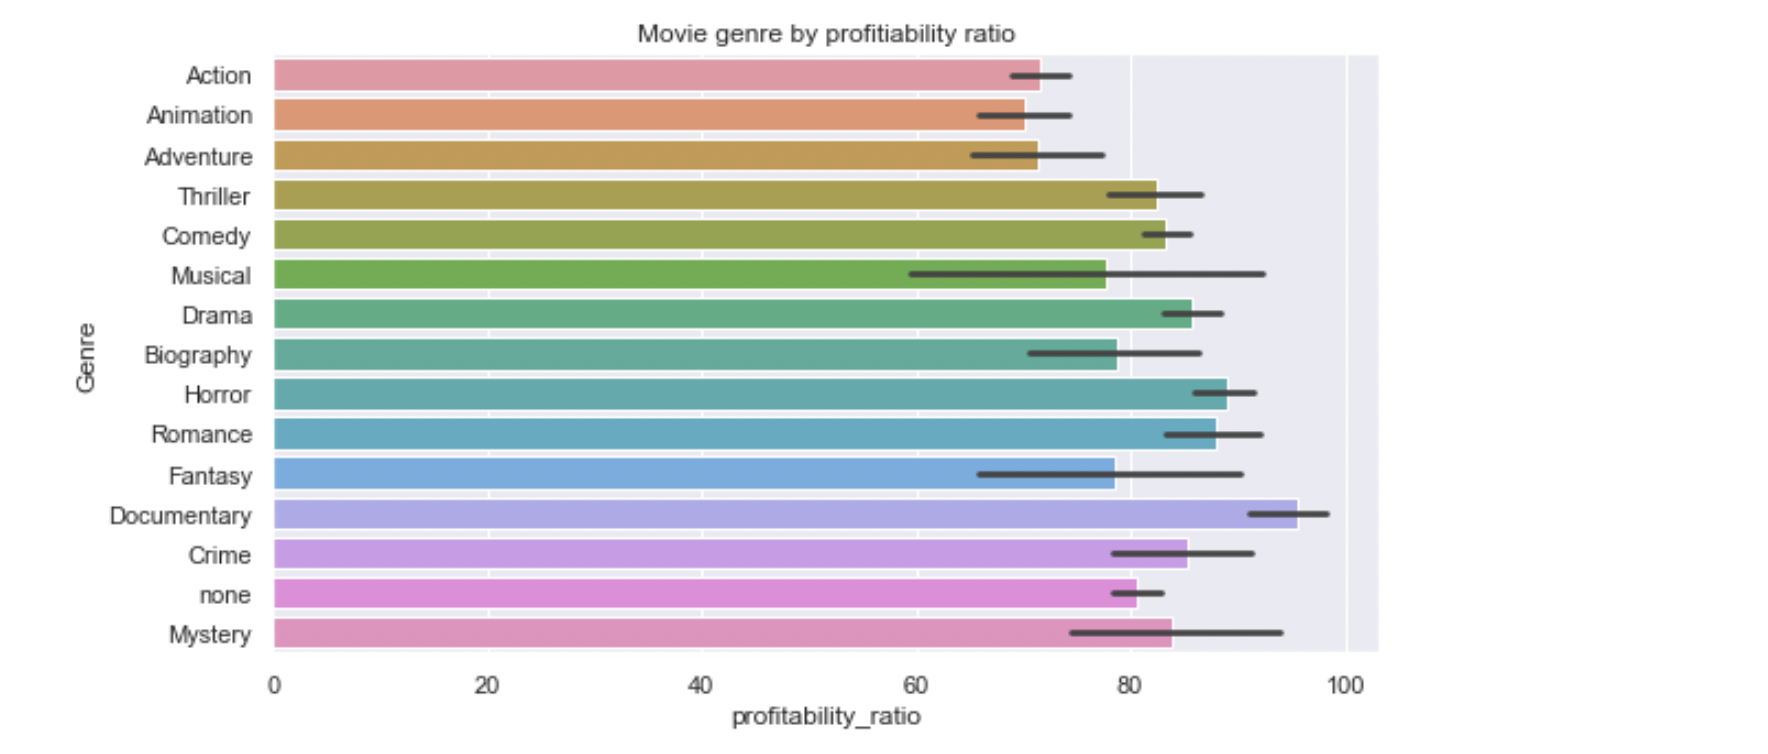 Movie genre by profitiability ratio
Action
Animation
Adventure
Thriller
Comedy
Musical
Drama
Biography
Horror
Romance
Fantasy
Documentary
Crime
none
Mystery
Genre
0 20 40 60 80 100
profitability_ratio